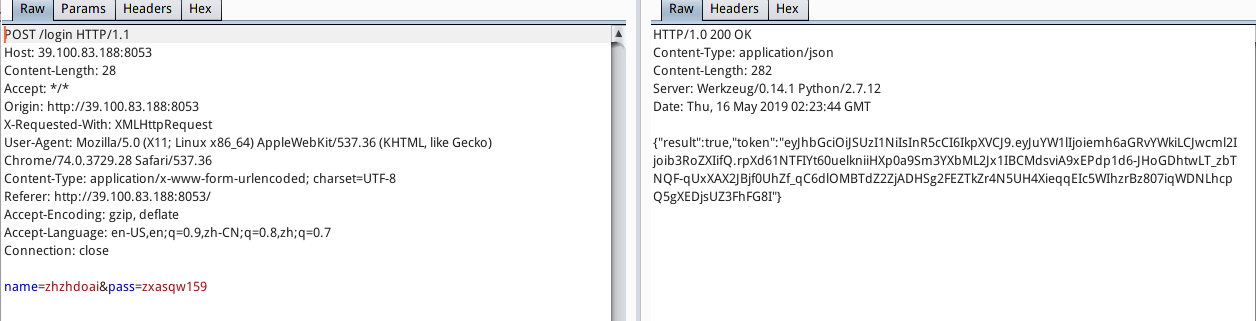 Raw Params Headers Hex
POST /login HTTP/1.1
Host: 39.100.83.188:8053
Content-Length: 28
Accept: */*
Origin: http://39.100.83.188:8053
X-Requested-With: XMLHttpRequest
User-Agent: Mozilla/5.0 (X11; Linux x86_64) AppleWebKit/537.36 (KHTML, like Gecko)
Chrome/74.0.3729.28 Safari/537.36
Content-Type: application/x-www-form-urlencoded; charset=UTF-8
Referer: http://39.100.83.188:8053/
Accept-Encoding: gzip, deflate
Accept-Language: en-US,en;q=0.9,zh-CN;q=0.8,zh;q=0.7
Connection: close
name=zhzhdoai&pass=zxasqw159
Raw Headers Hex
HTTP/1.0 200 OK
Content-Type: application/json
Content-Length: 282
Server: Werkzeug/0.14.1 Python/2.7.12
Date: Thu, 16 May 2019 02:23:44 GMT
{"result":true,"token":"eyJhbGciOiJSUzI1NiIsInR5cCI6IkpXVCJ9.eyJuYW1lIjoiemh6aGRvYWkiLCJwcml2I
joib3RoZXIifQ.rpXd61NTFIYt60uelkniiHXp0a9Sm3YXbML2Jx1IBCMdsviA9xEPdp1d6-JHoGDhtwLT_zbT
NQF-qUxXAX2JBjf0UhZf_qC6dlOMBTdZ2ZjADHSg2FEZTkZr4N5UH4XieqqEIc5WIhzrBz807iqWDNLhcp
Q5gXEDjsUZ3FhFG8I"}